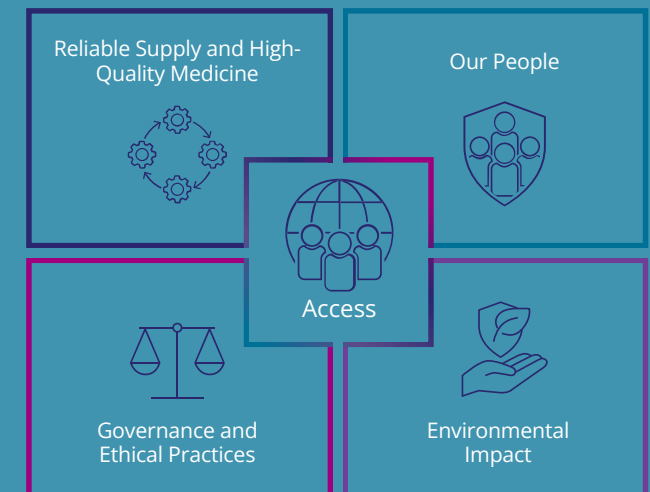 Reliable Supply and High-
Quality Medicine
Our People
Access
Governance and
Ethical Practices
Environmental
Impact